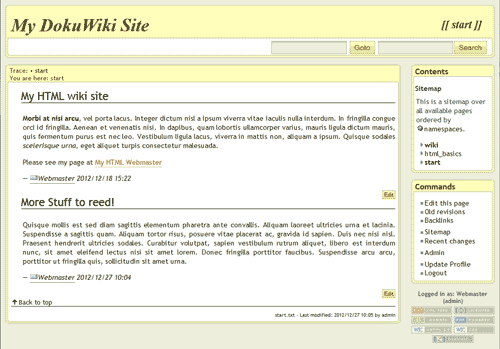 My DokuWiki Site
[[ start ]]
Goto
Search
Trace: • start
You are here: start
My HTML wiki site
Morbi at nisi arcu, vel porta lacus. Integer dictum nisl a ipsum viverra vitae iaculis nulla interdum. In fringilla congue
orci id fringilla. Aenean et venenatis nisi. In dapibus, quam lobortis ullamcorper varius, mauris ligula dictum mauris,
quis fermentum purus est nec leo. Vestibulum ligula lacus, viverra in mattis non, aliquam a ipsum. Quisque sodales
scelerisque urna, eget aliquet turpis consectetur malesuada.
Please see my page at My HTML Webmaster
— Webmaster 2012/12/18 15:22
Edit
More Stuff to reed!
Quisque mollis est sed diam sagittis elementum pharetra ante convallis. Aliquam laoreet ultricies urna et lacinia.
Suspendisse a sagittis quam. Aliquam tortor risus, posuere vitae placerat ac, gravida id sapien. Duis nec nisi nisl.
Praesent hendrerit ultricies sodales. Curabitur volutpat, sapien vestibulum rutrum aliquet, libero est interdum
nunc, sit amet eleifend lectus nisi sit amet lorem. Donec fringilla porttitor faucibus. Suspendisse arcu arcu,
porttitor ut fringilla quis, sollicitudin sit amet urna.
— Webmaster 2012/12/27 10:04
Edit
Back to top
start.txt · Last modified: 2012/12/27 10:05 by admin
Contents
Sitemap
This is a sitemap over
all available pages
ordered by
namespaces.
wiki
html_basics
start
Commands
Edit this page
Old revisions
Backlinks
Sitemap
Recent changes
Admin
Update Profile
Logout
Logged in as: Webmaster
(admin)